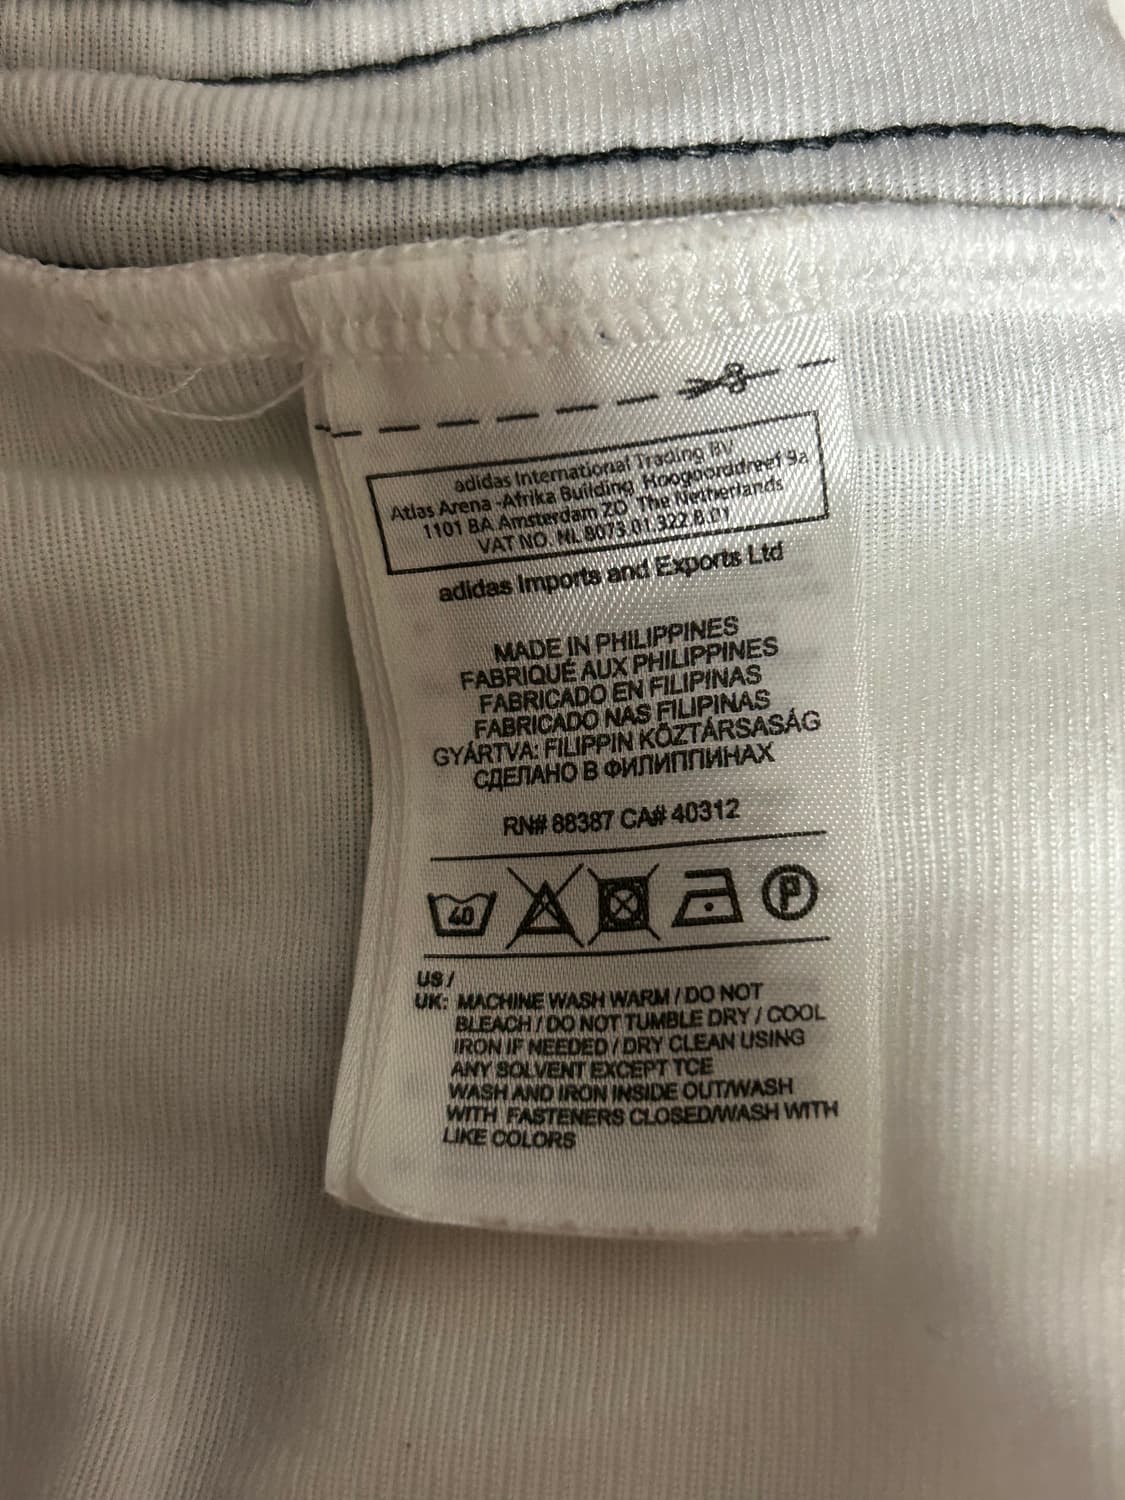 adidas International Trading BV
Atlas Arena -Afrika Building Hoogoorddreef 9a
1101 BA Amsterdam ZO The Netherlands
VAT NO. NL 8073.01.322.B.01
adidas Imports and Exports Ltd
MADE IN PHILIPPINES
FABRIQUÉ AUX PHILIPPINES
FABRICADO EN FILIPINAS
FABRICADO NAS FILIPINAS
GYÁRTVA: FILIPPIN KÖZTÁRSASÁG
СДЕЛАНО В ФИЛИППИНАХ
RN# 88387 CA# 40312
40 P
US /
UK: MACHINE WASH WARM / DO NOT
BLEACH / DO NOT TUMBLE DRY / COOL
IRON IF NEEDED / DRY CLEAN USING
ANY SOLVENT EXCEPT TCE
WASH AND IRON INSIDE OUT/WASH
WITH FASTENERS CLOSED/WASH WITH
LIKE COLORS